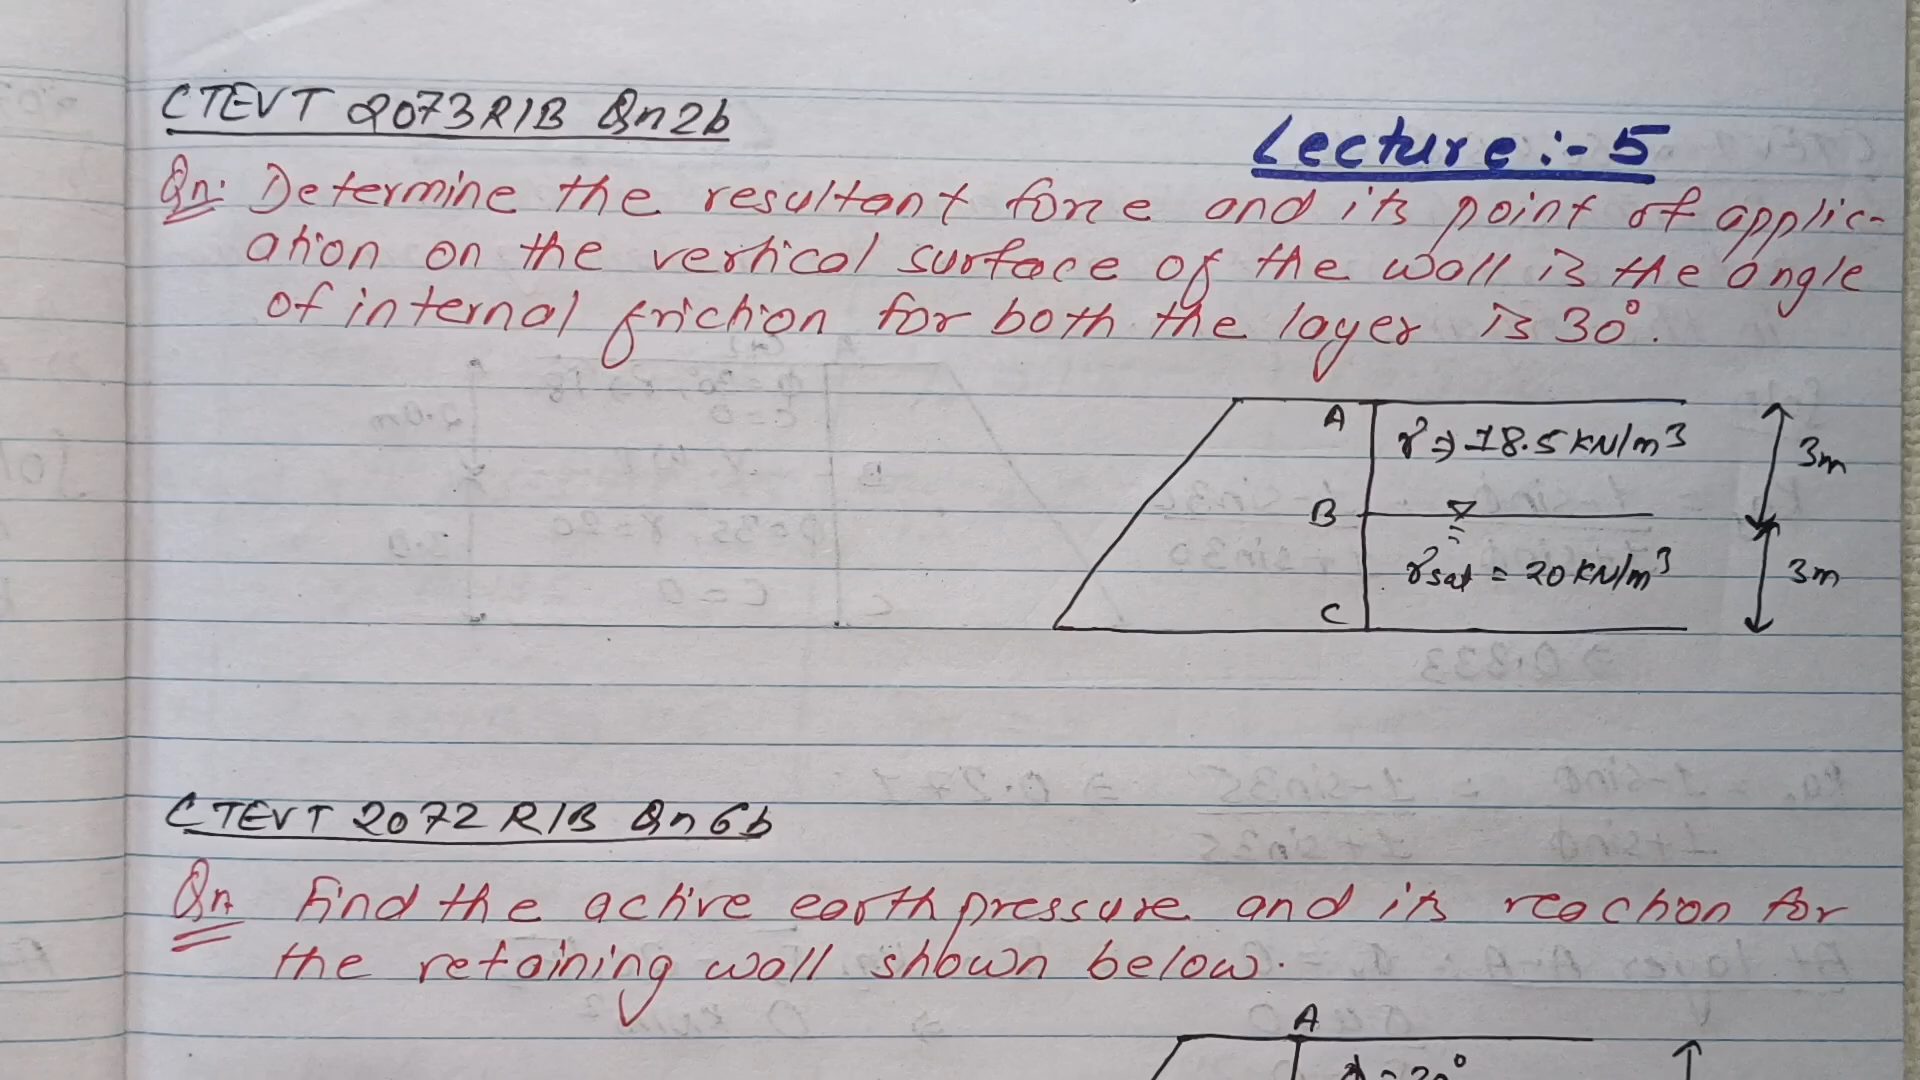 CTEVT 2073 R/B Qn 2b
Lecture:- 5
Qn: Determine the resultant force and its point of applic-
ation on the vertical surface of the wall is the angle
of internal friction for both the layer is 30°.
A
γ ⇒ 18.5 KN/m³
3m
B
γsat = 20 KN/m³
3m
C
CTEVT 2072 R/B Qn 6b
Qn Find the active earth pressure and its reaction for
the retaining wall shown below.
A